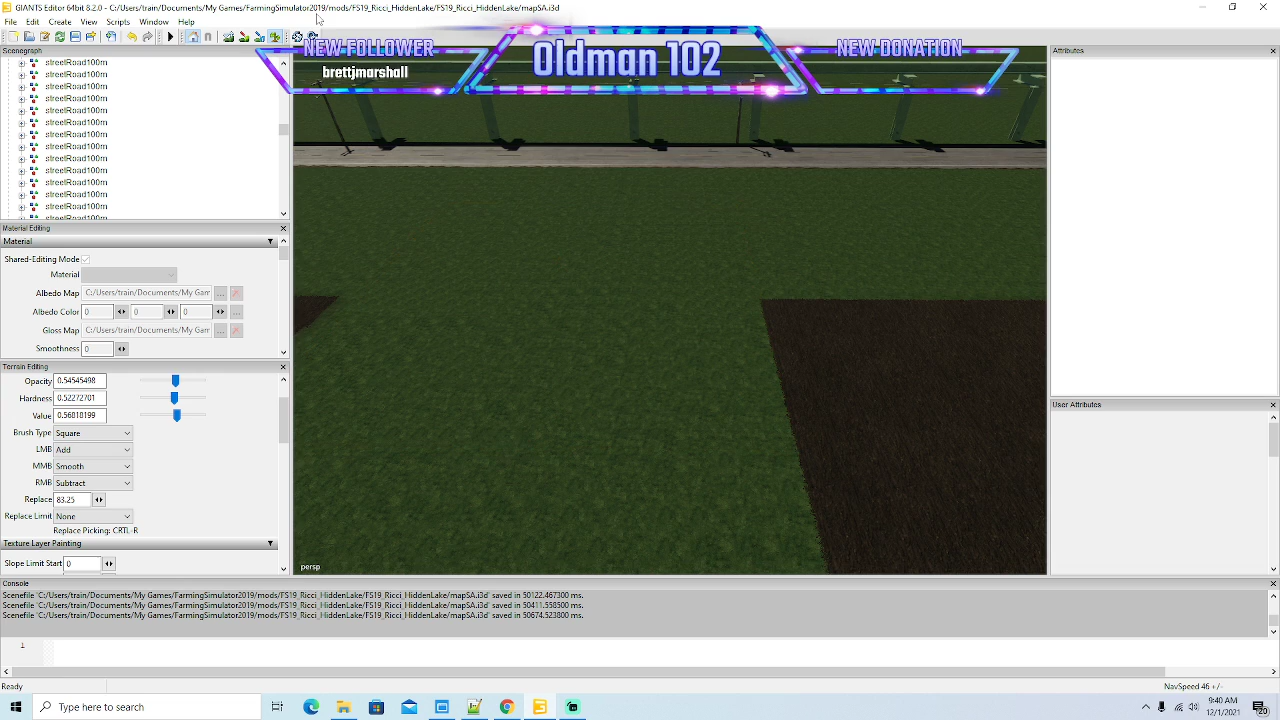 GIANTS Editor 64bit 8.2.0 - C:/Users/train/Documents/My Games/FarmingSimulator2019/mods/FS19_Ricci_HiddenLake/FS19_Ricci_HiddenLake/mapSA.i3d
Window Help
NEW FOLLOWER
brettjmarshall
Oldman 102
NEW DONATION
streetRoad100m
streetRoad100m
streetRoad100m
streetRoad100m
streetRoad100m
streetRoad100m
streetRoad100m
streetRoad100m
streetRoad100m
streetRoad100m
streetRoad100m
streetRoad100m
streetRoad100m
streetRoad100m
Material Editing
Material
Shared-Editing Mode
Material
Albedo Map C:/Users/train/Documents/My Gam ...
Albedo Color 0 0 0 ...
Gloss Map C:/Users/train/Documents/My Gam ...
Smoothness 0
Terrain Editing
Opacity 0.54545498
Hardness 0.52272701
Value 0.56818199
Brush Type Square
LMB Add
MMB Smooth
RMB Subtract
Replace 83.25
Replace Limit None
Replace Picking: CRTL-R
Texture Layer Painting
Slope Limit Start 0
persp
User Attributes
Console
Scenefile 'C:/Users/train/Documents/My Games/FarmingSimulator2019/mods/FS19_Ricci_HiddenLake/FS19_Ricci_HiddenLake/mapSA.i3d' saved in 50122.467300 ms.
Scenefile 'C:/Users/train/Documents/My Games/FarmingSimulator2019/mods/FS19_Ricci_HiddenLake/FS19_Ricci_HiddenLake/mapSA.i3d' saved in 50411.558500 ms.
Scenefile 'C:/Users/train/Documents/My Games/FarmingSimulator2019/mods/FS19_Ricci_HiddenLake/FS19_Ricci_HiddenLake/mapSA.i3d' saved in 50674.523800 ms.
1
Ready
NavSpeed 46 +/-
Type here to search
9:40 AM
12/1/2021
20